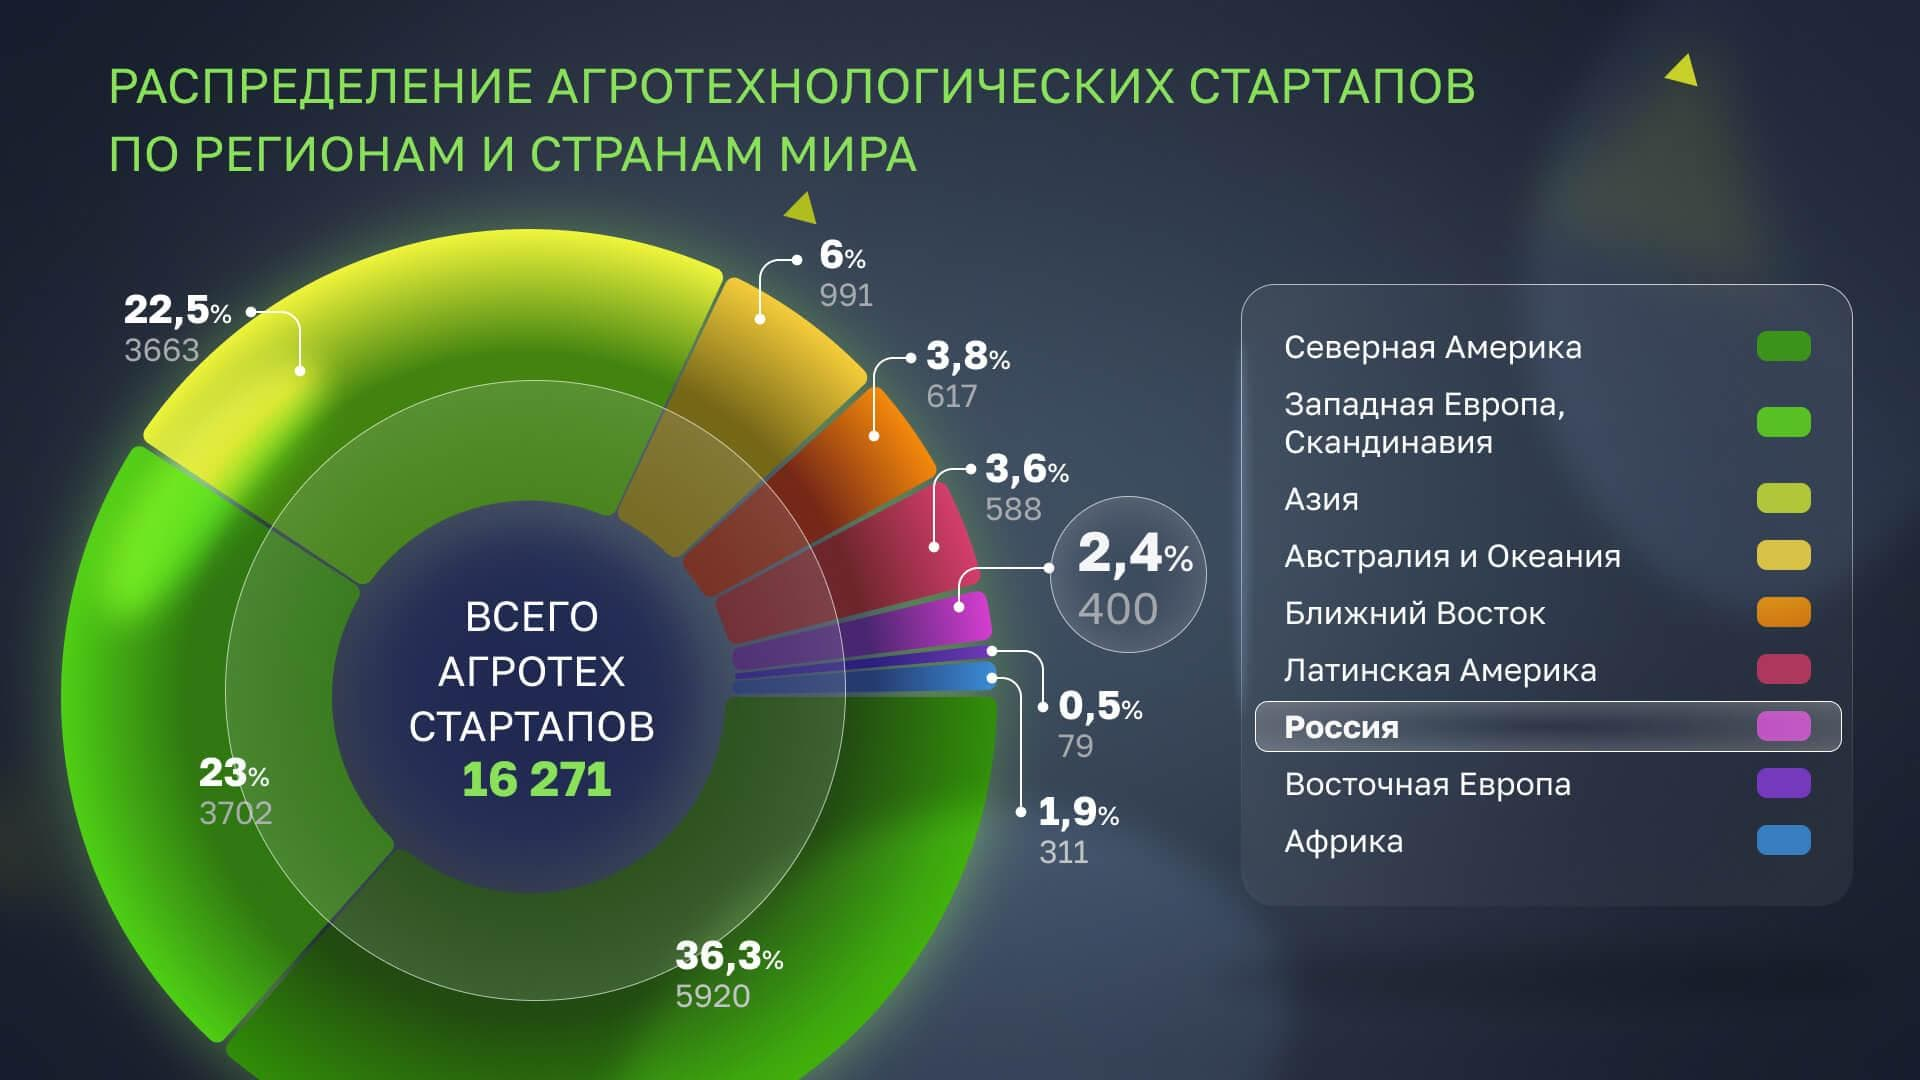 РАСПРЕДЕЛЕНИЕ АГРОТЕХНОЛОГИЧЕСКИХ СТАРТАПОВ
ПО РЕГИОНАМ И СТРАНАМ МИРА
22,5%
3663
6%
991
3,8%
617
3,6%
588
2,4%
400
0,5%
79
1,9%
311
36,3%
5920
23%
3702
ВСЕГО
АГРОТЕХ
СТАРТАПОВ
16 271
Северная Америка
Западная Европа,
Скандинавия
Азия
Австралия и Океания
Ближний Восток
Латинская Америка
Россия
Восточная Европа
Африка